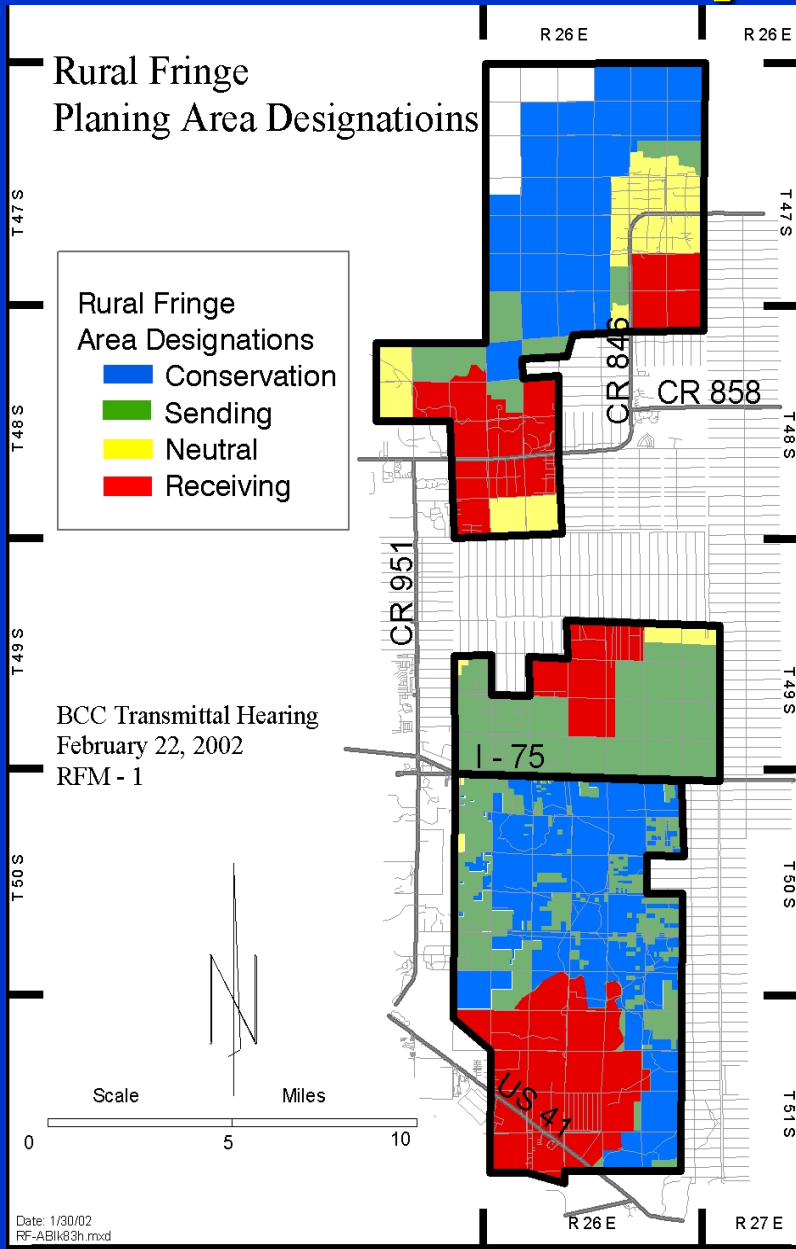 R 26 E
R 26 E
Rural Fringe
Planing Area Designatioins
T 47 S
T 47 S
Rural Fringe
Area Designations
Conservation
Sending
Neutral
Receiving
CR 846
CR 858
T 48 S
T 48 S
CR 951
T 49 S
T 49 S
BCC Transmittal Hearing
February 22, 2002
RFM - 1
I - 75
T 50 S
T 50 S
N
Scale
Miles
US 41
T 51 S
0
5
10
Date: 1/30/02
RF-ABlk83h.mxd
R 26 E
R 27 E